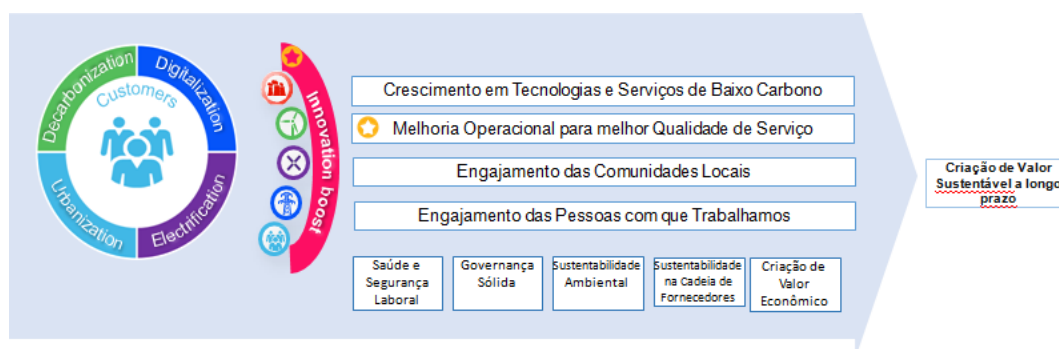 Decarbonization
Digitalization
Customers
Urbanization
Electrification
Innovation boost
Crescimento em Tecnologias e Serviços de Baixo Carbono
Melhoria Operacional para melhor Qualidade de Serviço
Engajamento das Comunidades Locais
Engajamento das Pessoas com que Trabalhamos
Saúde e
Segurança
Laboral
Governança
Sólida
Sustentabilidade
Ambiental
Sustentabilidade
na Cadeia de
Fornecedores
Criação de
Valor
Econômico
Criação de Valor
Sustentável a longo
prazo